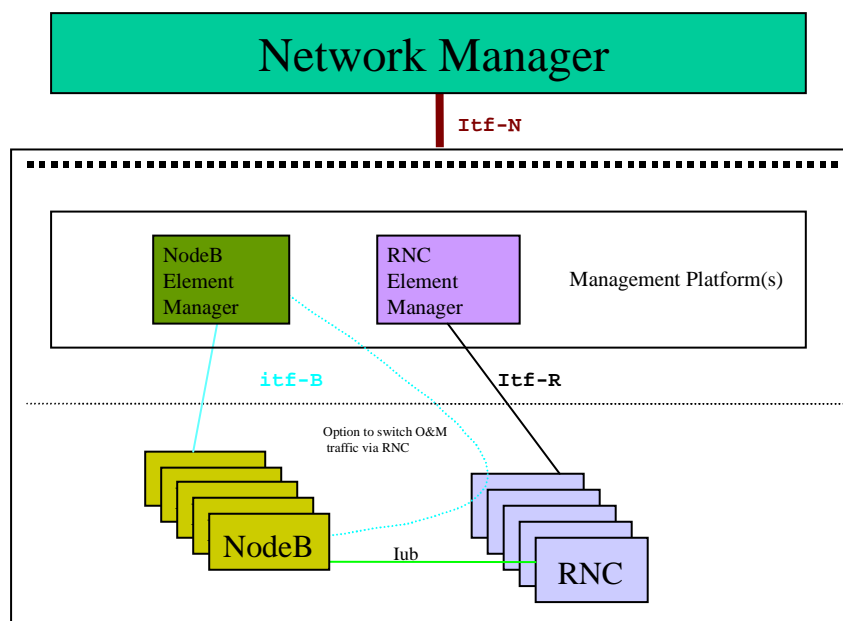 Network Manager
Itf-N
NodeB
Element
Manager
RNC
Element
Manager
Management Platform(s)
itf-B
Itf-R
Option to switch O&M
traffic via RNC
NodeB
Iub
RNC